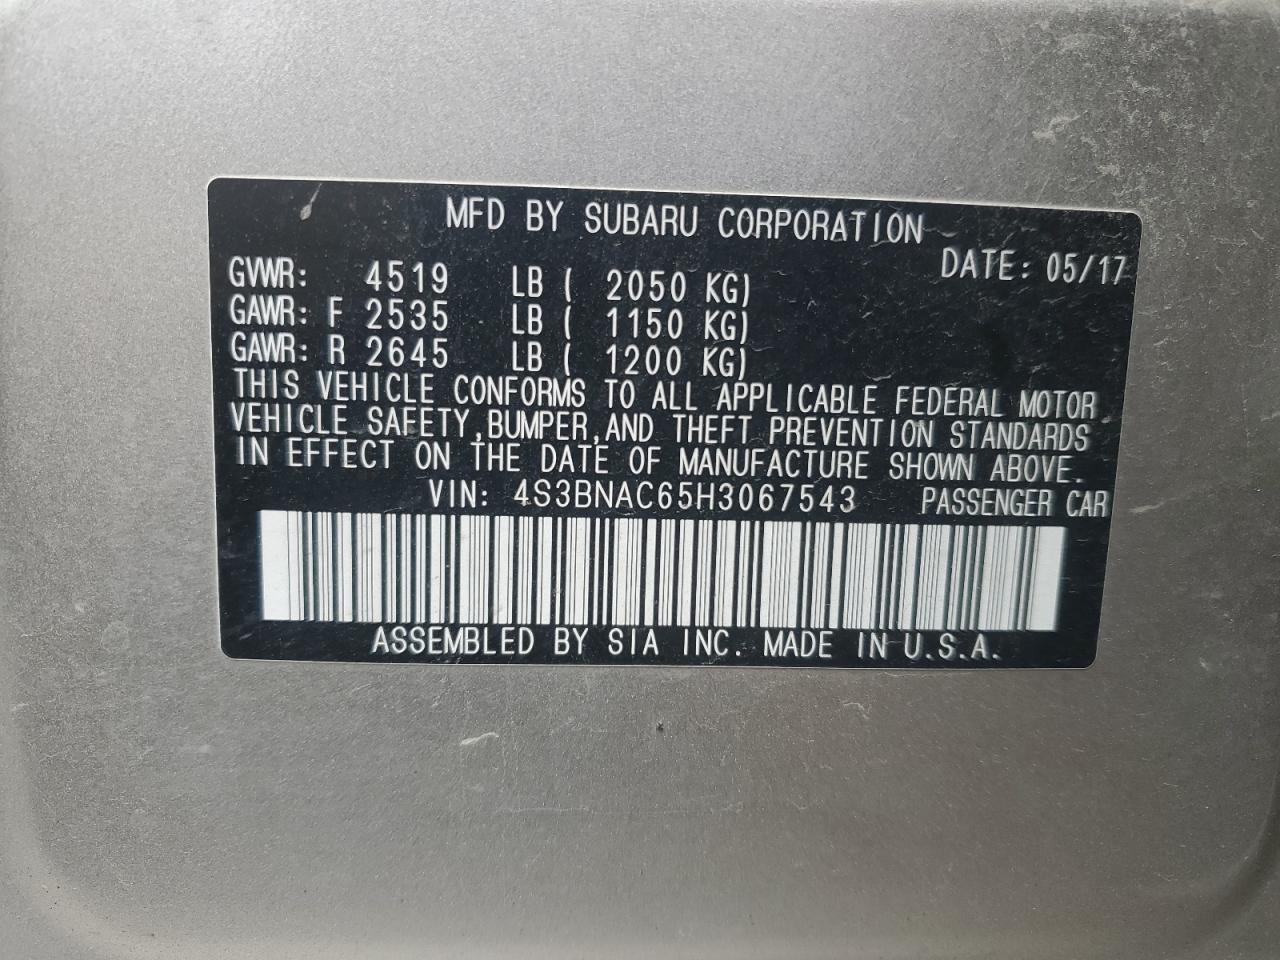 MFD BY SUBARU CORPORATION
DATE: 05/17
GVWR: 4519 LB ( 2050 KG)
GAWR: F 2535 LB ( 1150 KG)
GAWR: R 2645 LB ( 1200 KG)
THIS VEHICLE CONFORMS TO ALL APPLICABLE FEDERAL MOTOR
VEHICLE SAFETY,BUMPER,AND THEFT PREVENTION STANDARDS
IN EFFECT ON THE DATE OF MANUFACTURE SHOWN ABOVE.
VIN: 4S3BNAC65H3067543 PASSENGER CAR
ASSEMBLED BY SIA INC. MADE IN U.S.A.